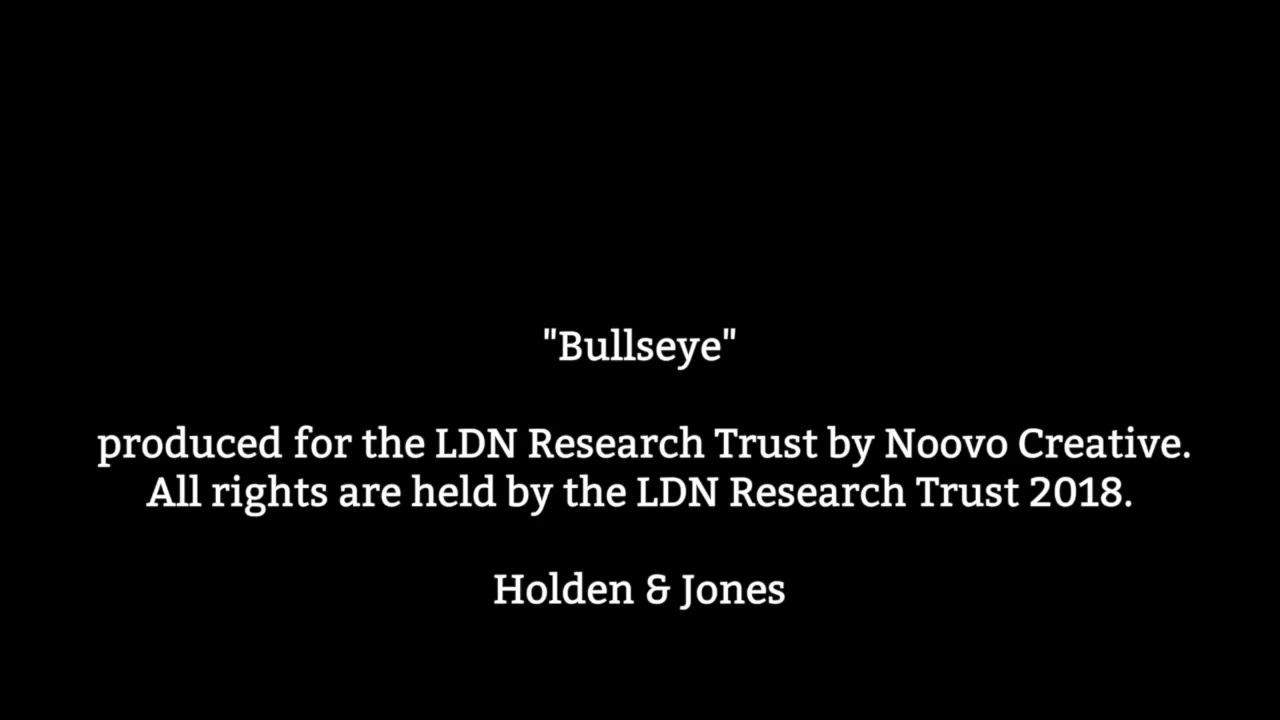 "Bullseye"
produced for the LDN Research Trust by Noovo Creative.
All rights are held by the LDN Research Trust 2018.
Holden & Jones